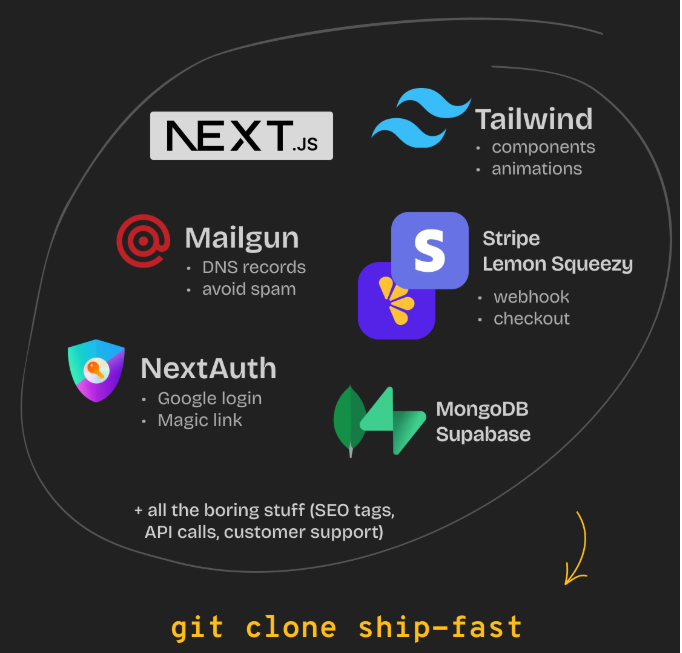 NEXT.JS
Tailwind
• components
• animations
Mailgun
• DNS records
• avoid spam
S
Stripe
Lemon Squeezy
• webhook
• checkout
NextAuth
• Google login
• Magic link
MongoDB
Supabase
+ all the boring stuff (SEO tags,
API calls, customer support)
git clone ship-fast